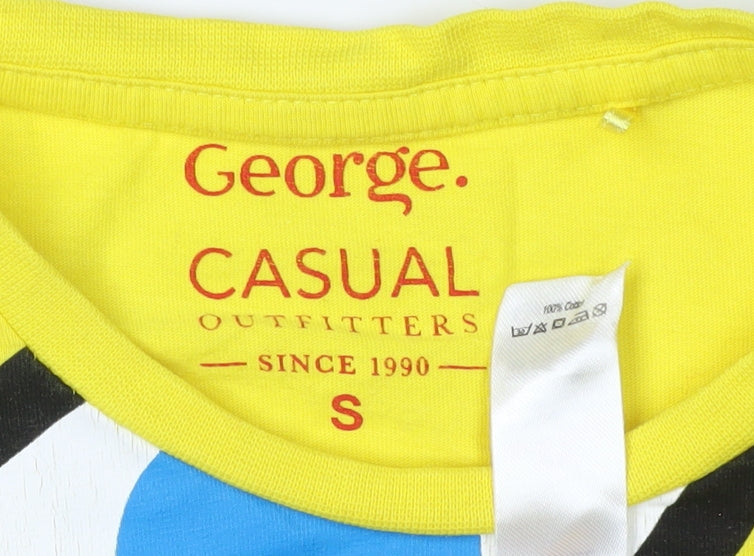 George.
CASUAL
OUTFITTERS
SINCE 1990
S
100% Cotton